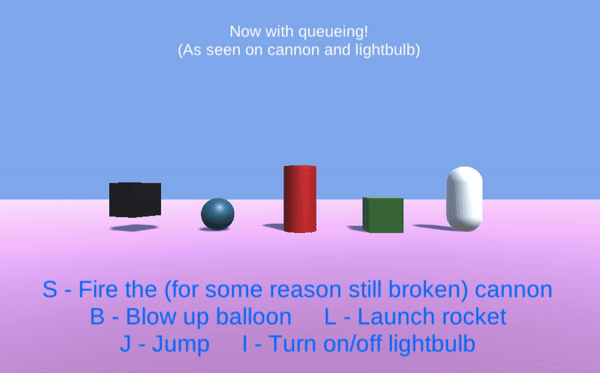 Now with queueing!
(As seen on cannon and lightbulb)
S - Fire the (for some reason still broken) cannon
B - Blow up balloon L - Launch rocket
J - Jump I - Turn on/off lightbulb